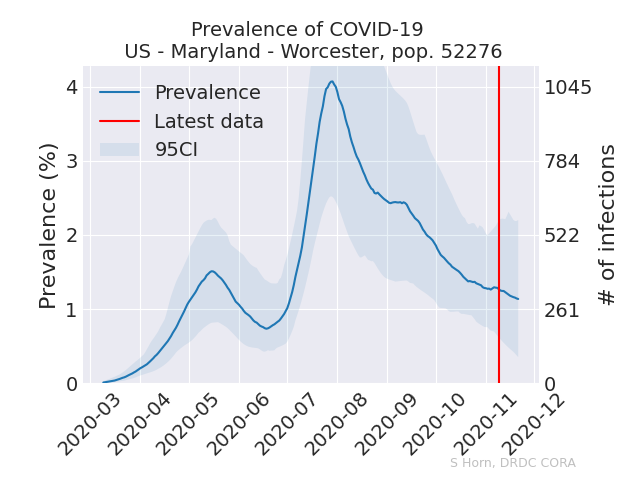 Prevalence of COVID-19
US - Maryland - Worcester, pop. 52276
Prevalence
Latest data
95CI
Prevalence (%)
4
3
2
1
0
1045
784
522
261
0
# of infections
2020-03
2020-04
2020-05
2020-06
2020-07
2020-08
2020-09
2020-10
2020-11
2020-12
S Horn, DRDC CORA